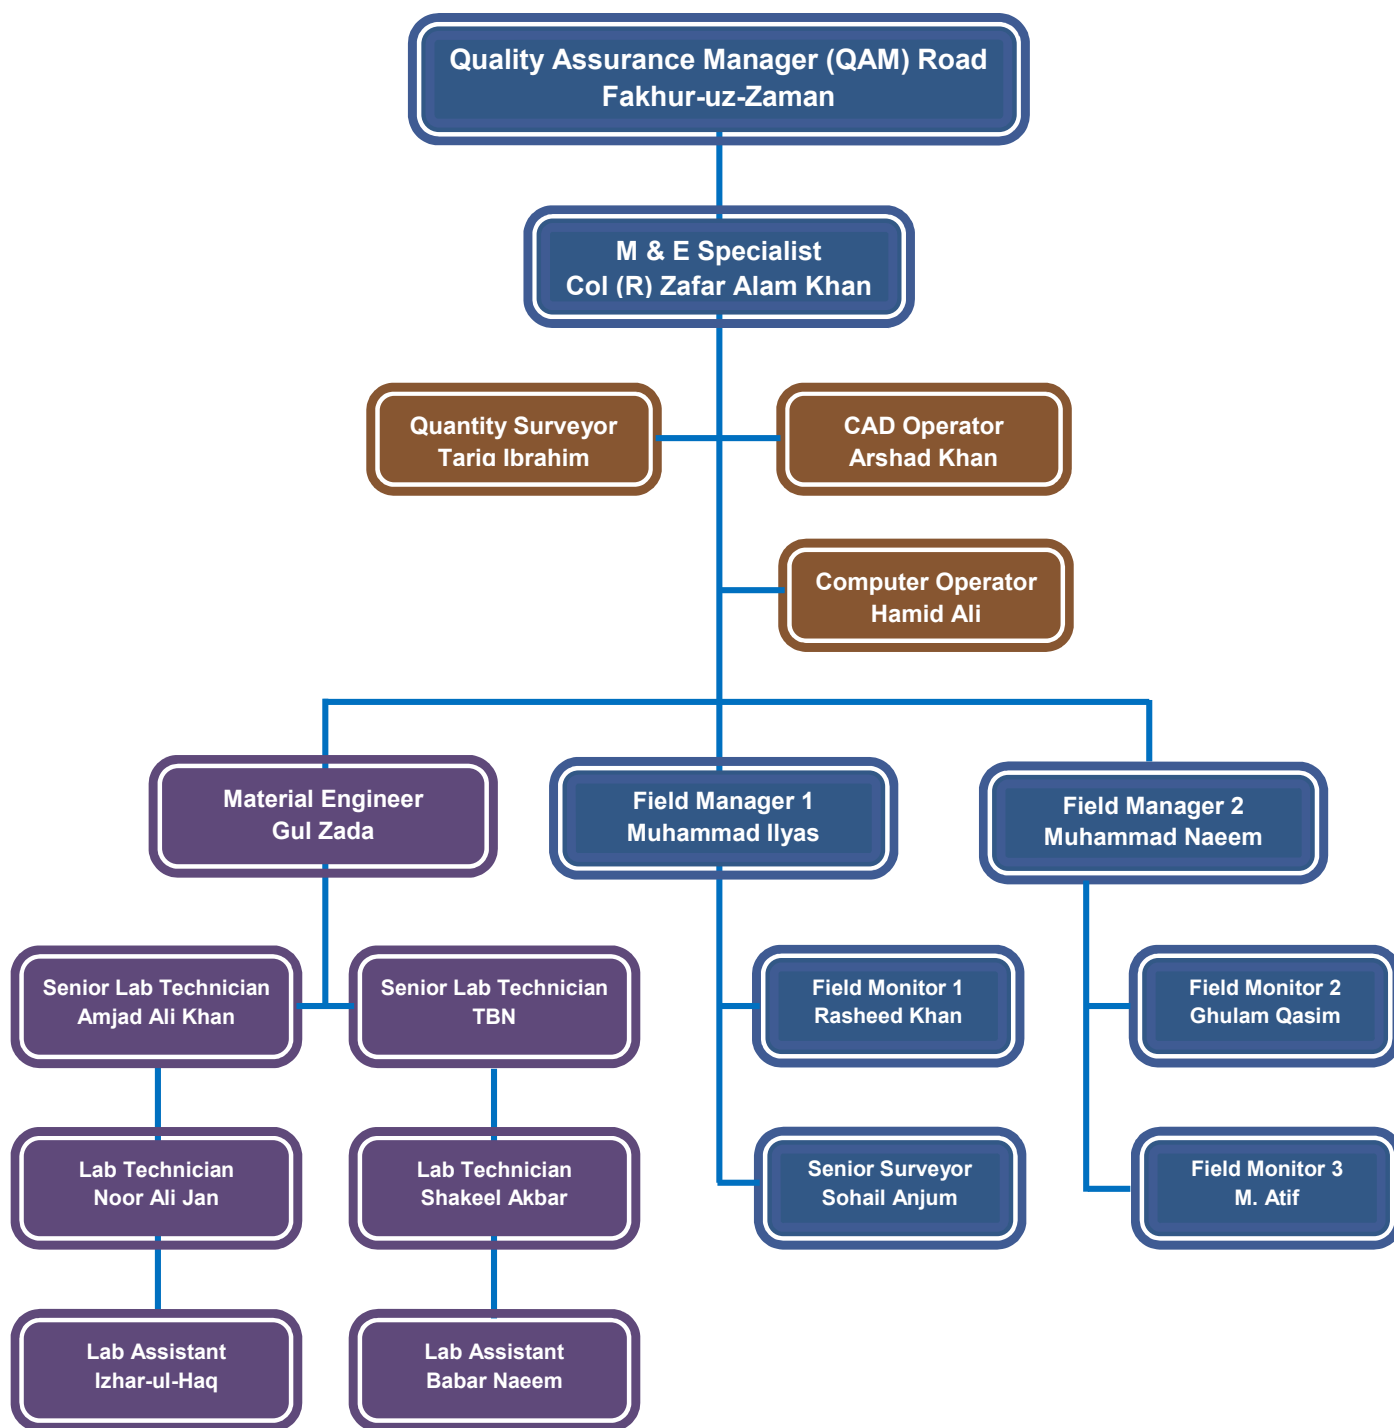 Quality Assurance Manager (QAM) Road
Fakhur-uz-Zaman
M & E Specialist
Col (R) Zafar Alam Khan
Quantity Surveyor
Tariq Ibrahim
CAD Operator
Arshad Khan
Computer Operator
Hamid Ali
Material Engineer
Gul Zada
Field Manager 1
Muhammad Ilyas
Field Manager 2
Muhammad Naeem
Senior Lab Technician
Amjad Ali Khan
Senior Lab Technician
TBN
Field Monitor 1
Rasheed Khan
Field Monitor 2
Ghulam Qasim
Lab Technician
Noor Ali Jan
Lab Technician
Shakeel Akbar
Senior Surveyor
Sohail Anjum
Field Monitor 3
M. Atif
Lab Assistant
Izhar-ul-Haq
Lab Assistant
Babar Naeem